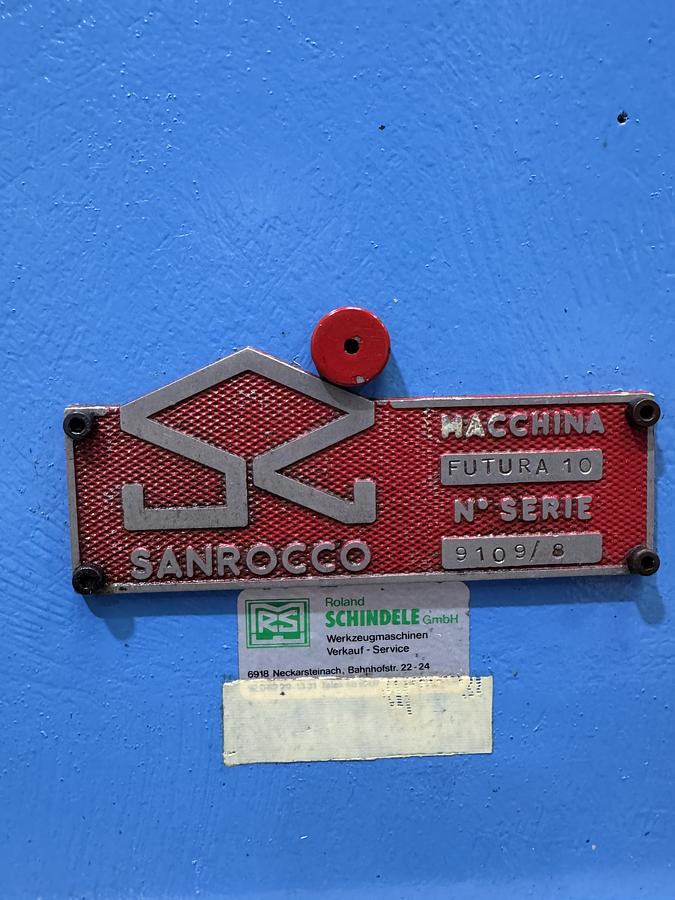 MACCHINA
FUTURA 10
N° SERIE
9109/8
SANROCCO
RS
Roland
SCHINDELE GmbH
Werkzeugmaschinen
Verkauf - Service
6918 Neckarsteinach, Bahnhofstr. 22-24